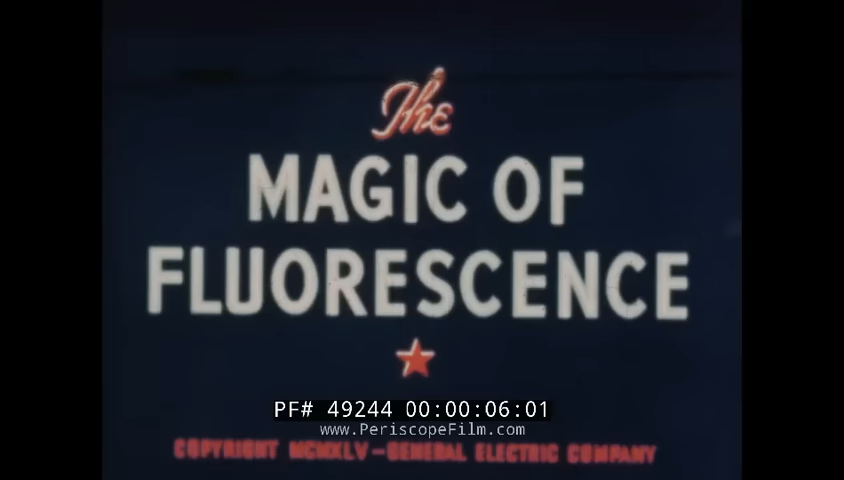 The
MAGIC OF
FLUORESCENCE
PF# 49244 00:00:06:01
www.PeriscopeFilm.com
COPYRIGHT MCMXLV-GENERAL ELECTRIC COMPANY